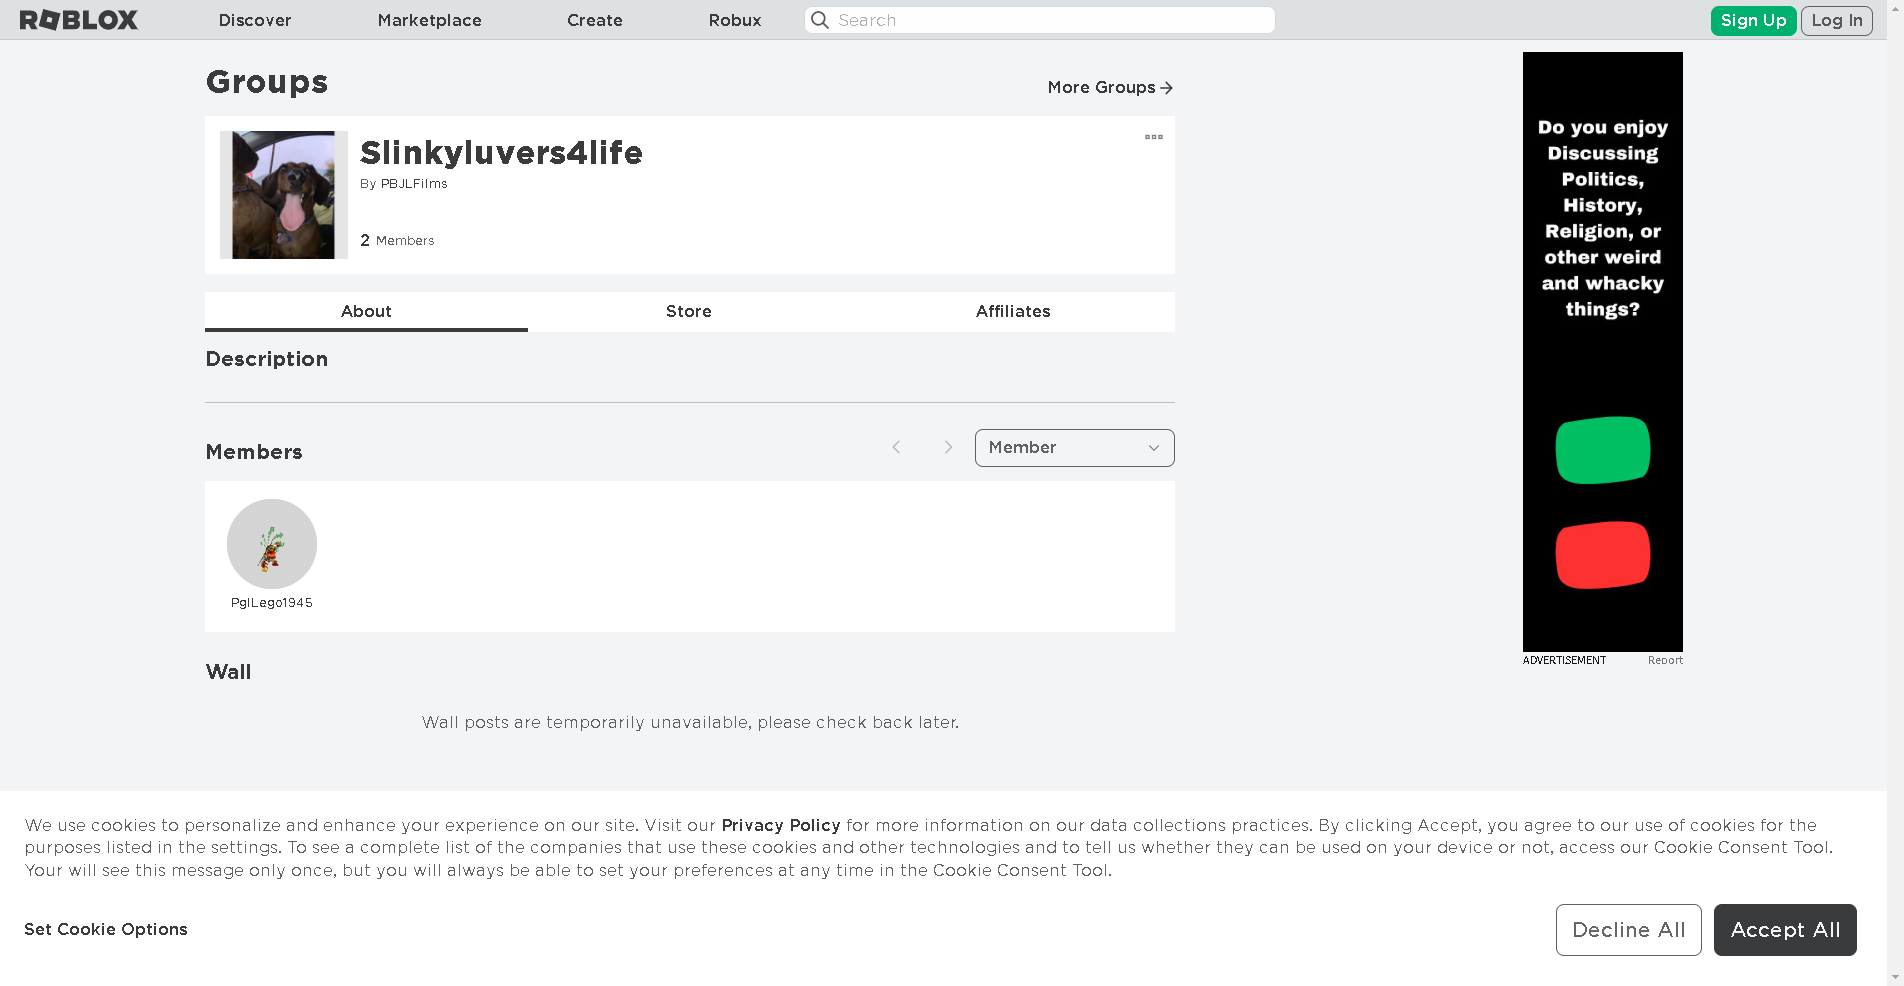 ROBLOX
Discover
Marketplace
Create
Robux
Search
Sign Up
Log In
Groups
More Groups
Slinkyluvers4life
By PBJLFilms
2 Members
About
Store
Affiliates
Description
Members
Member
PglLego1945
Wall
Wall posts are temporarily unavailable, please check back later.
Do you enjoy
Discussing
Politics,
History,
Religion, or
other weird
and whacky
things?
ADVERTISEMENT
Report
We use cookies to personalize and enhance your experience on our site. Visit our Privacy Policy for more information on our data collections practices. By clicking Accept, you agree to our use of cookies for the
purposes listed in the settings. To see a complete list of the companies that use these cookies and other technologies and to tell us whether they can be used on your device or not, access our Cookie Consent Tool.
Your will see this message only once, but you will always be able to set your preferences at any time in the Cookie Consent Tool.
Set Cookie Options
Decline All
Accept All